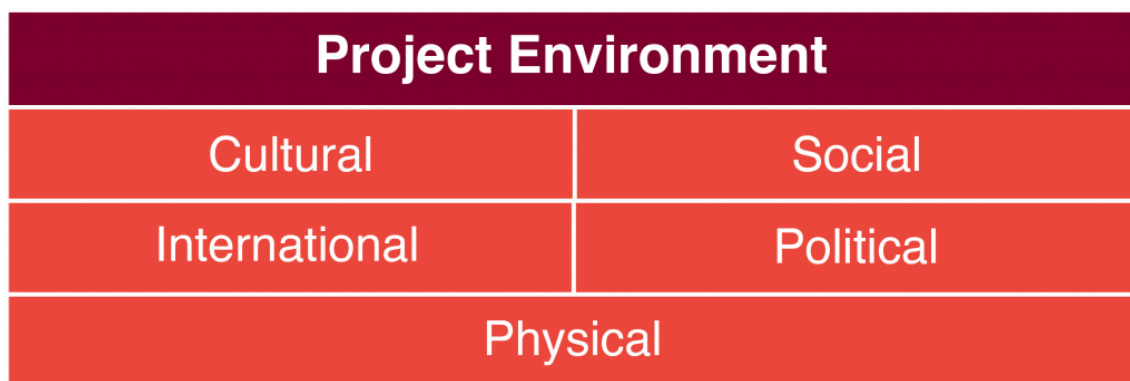 Project Environment
Cultural
Social
International
Political
Physical